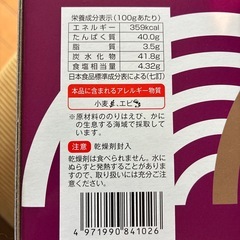 栄養成分表示(100gあたり)
エネルギー 359kcal
たんぱく質 40.0g
脂質 3.5g
炭水化物 41.8g
食塩相当量 4.32g
日本食品標準成分表による(七訂)
本品に含まれるアレルギー物質
小麦、エビ
※原材料ののりはえび、かに
の生息する海域で採取して
います。
注意 乾燥剤封入
乾燥剤は食べられません。水に
ぬらすと発熱することがありま
すので、取り扱いには充分ご注
意ください。
4 971990 841026